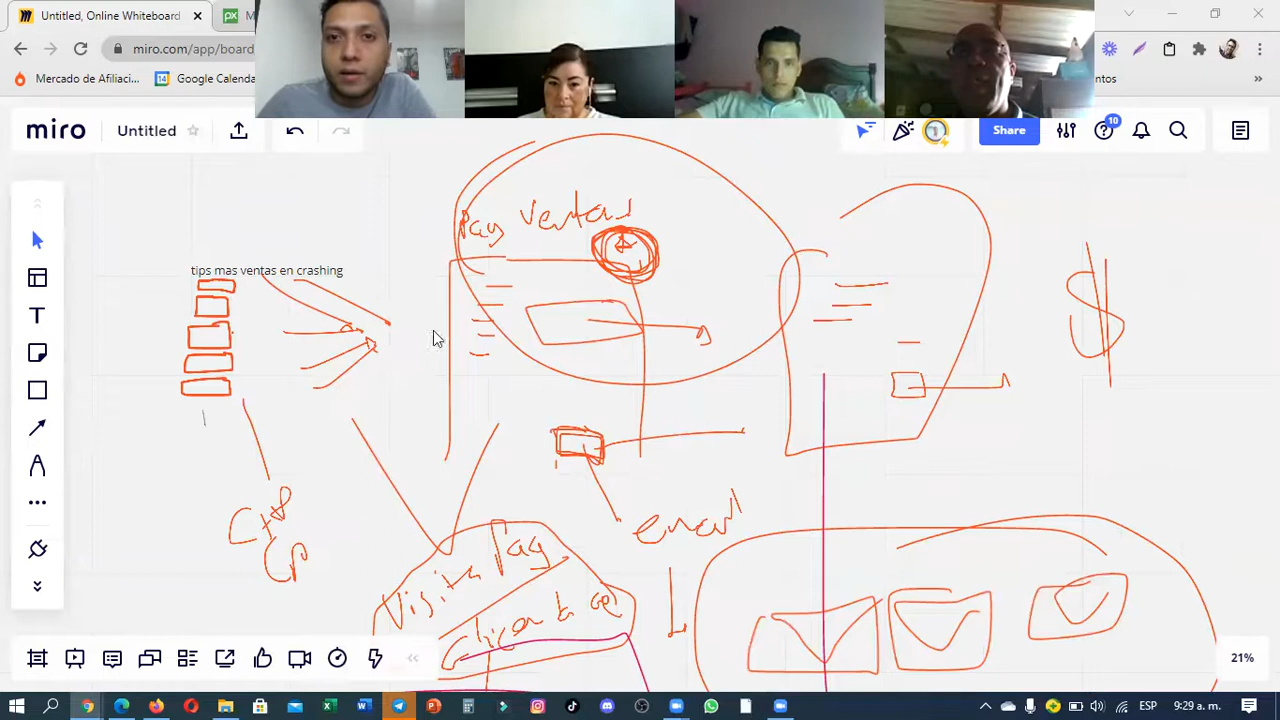 Untitled, Online Whiteboard
miro.com/app/board
Mercado de Afiliaci...
14
Google Calenda
miro
Untitled
10
Share
Pag Ventas
tips mas ventas en crashing
$
email
Visita Pag
21%
ESP
9:29 a. m.